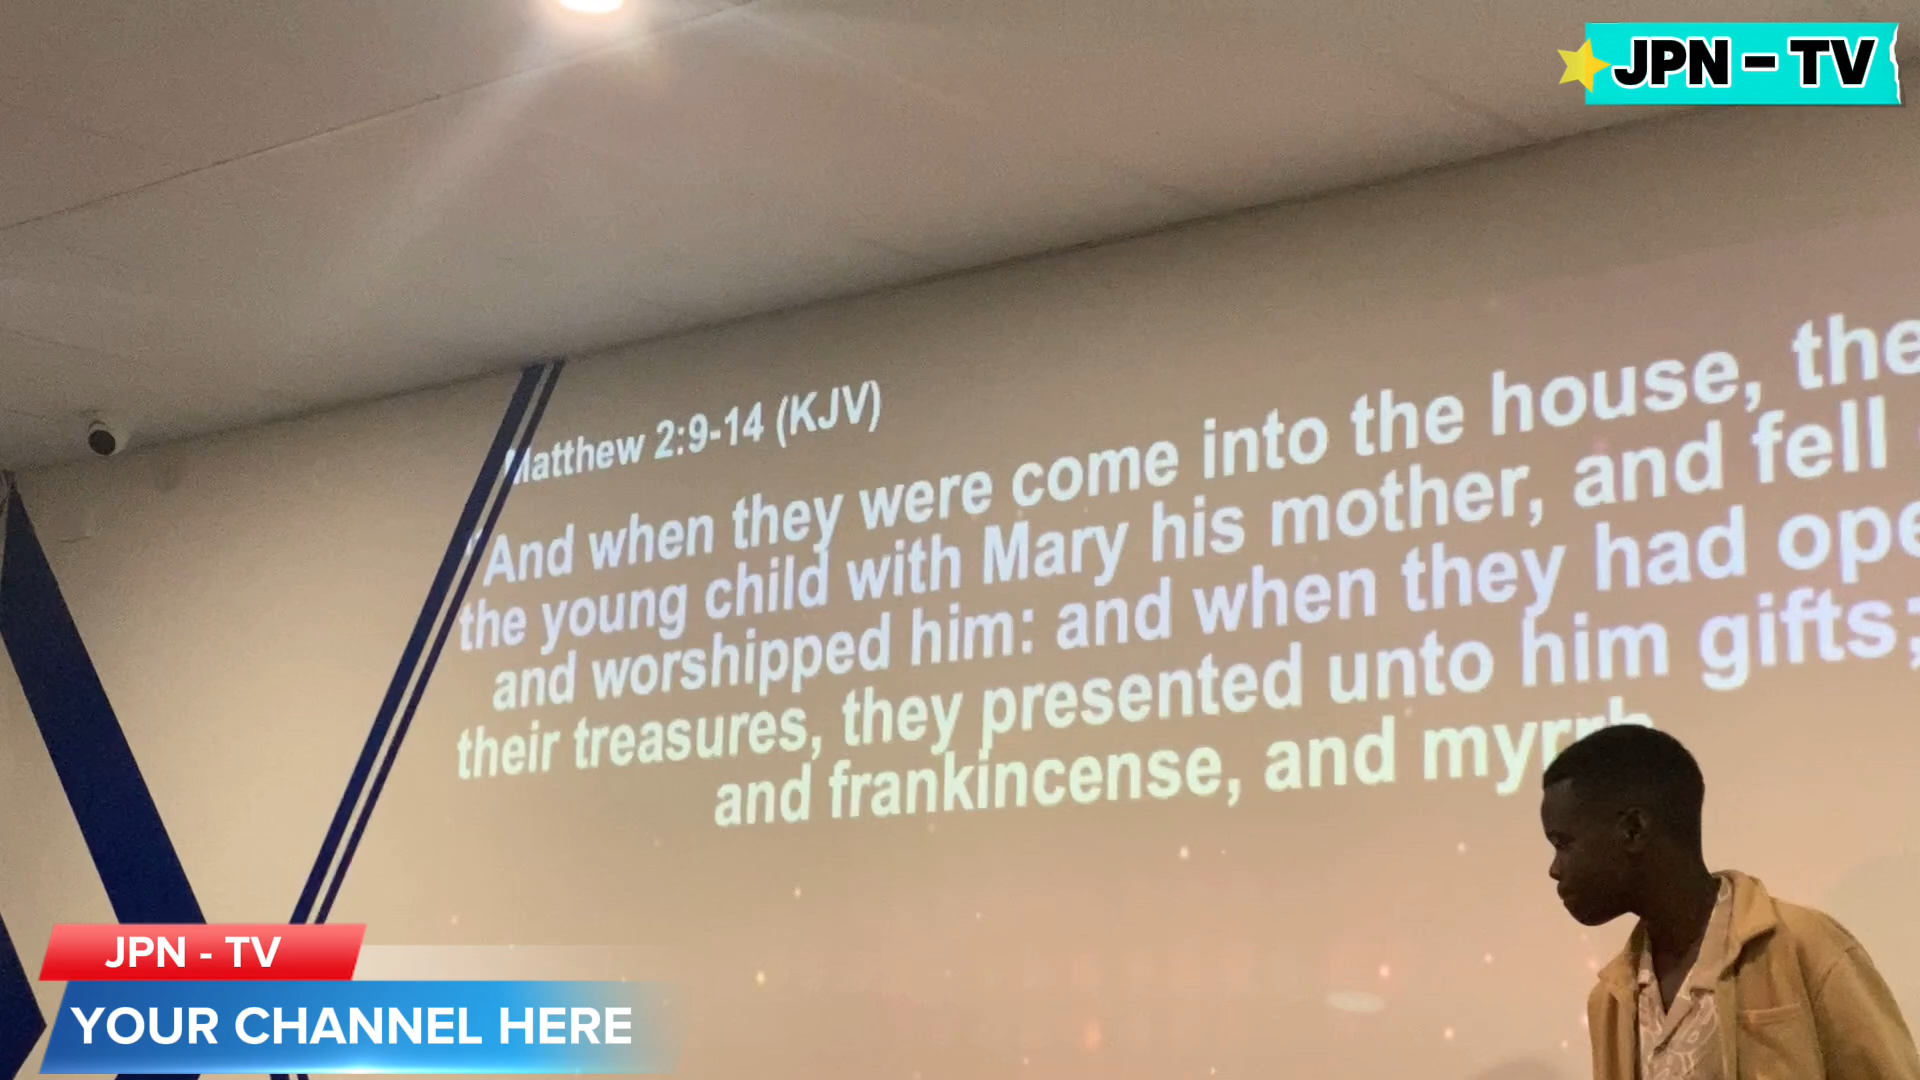 JPN - TV
Matthew 2:9-14 (KJV)
"And when they were come into the house, the
the young child with Mary his mother, and fell
and worshipped him: and when they had ope
their treasures, they presented unto him gifts;
and frankincense, and myrrh
JPN - TV
YOUR CHANNEL HERE